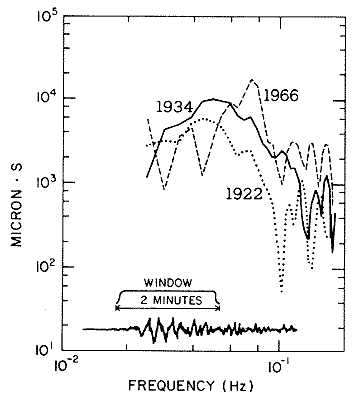 10^5
10^4
10^3
10^2
10^1
MICRON · S
1934
1966
1922
WINDOW
2 MINUTES
10^-2
10^-1
FREQUENCY (Hz)